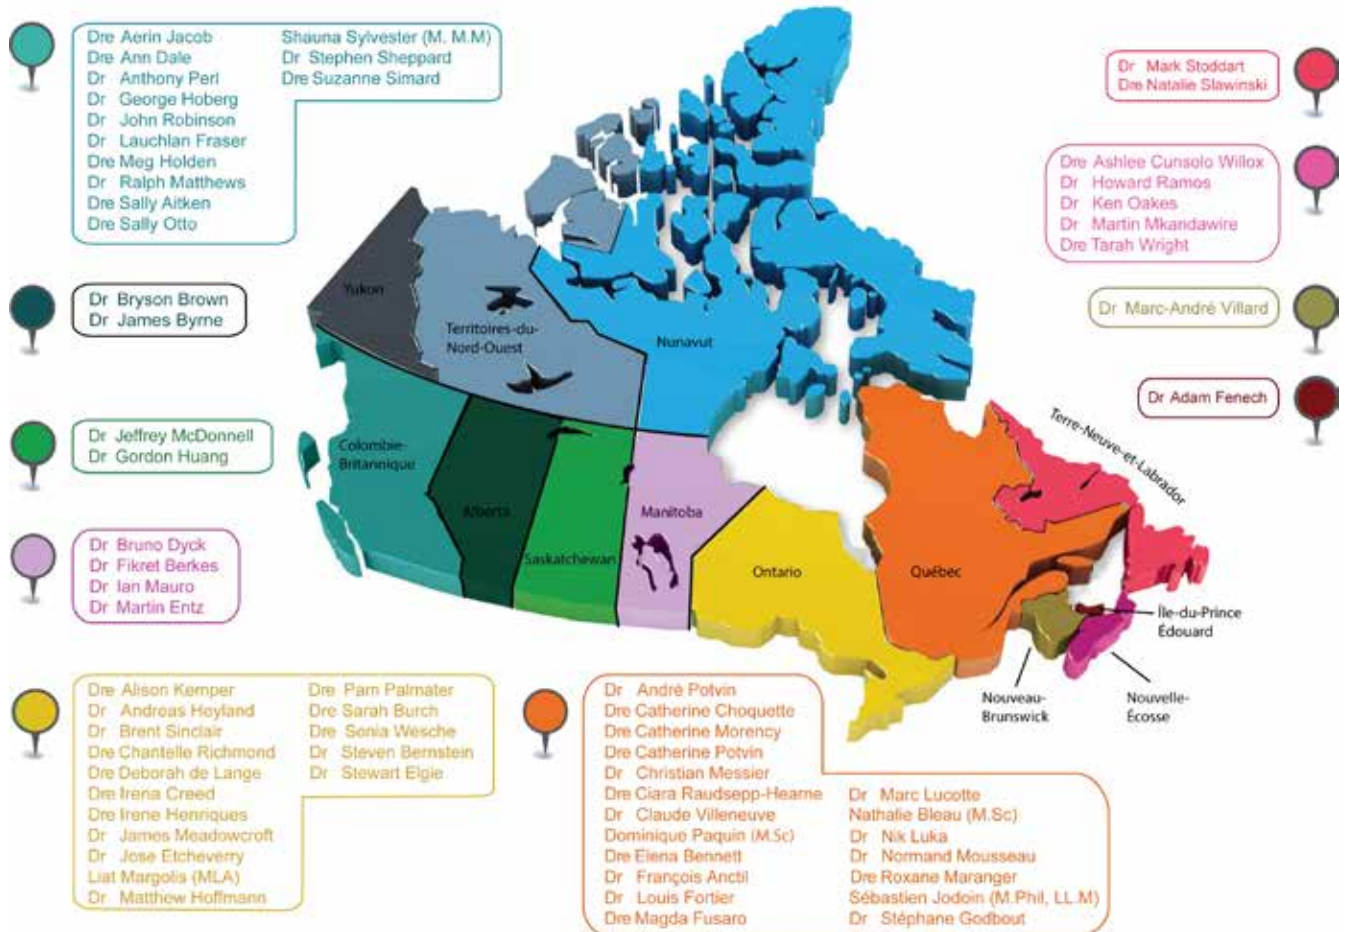 Dre Aerin Jacob
Dre Ann Dale
Dr Anthony Perl
Dr George Hoberg
Dr John Robinson
Dr Lauchlan Fraser
Dre Meg Holden
Dr Ralph Matthews
Dre Sally Aitken
Dre Sally Otto
Shauna Sylvester (M. M.M)
Dr Stephen Sheppard
Dre Suzanne Simard
Dr Bryson Brown
Dr James Byrne
Dr Jeffrey McDonnell
Dr Gordon Huang
Dr Bruno Dyck
Dr Fikret Berkes
Dr Ian Mauro
Dr Martin Entz
Dr Mark Stoddart
Dre Natalie Slawinski
Dre Ashlee Cunsolo Willox
Dr Howard Ramos
Dr Ken Oakes
Dr Martin Mkandawire
Dre Tarah Wright
Dr Marc-André Villard
Dr Adam Fenech
Yukon
Territoires-du-
Nord-Ouest
Nunavut
Colombie-
Britannique
Alberta
Saskatchewan
Manitoba
Ontario
Québec
Terre-Neuve-et-Labrador
Île-du-Prince
Édouard
Nouveau-
Brunswick
Nouvelle-
Écosse
Dre Alison Kemper
Dr Andreas Heyland
Dr Brent Sinclair
Dre Chantelle Richmond
Dre Deborah de Lange
Dre Irena Creed
Dre Irene Henriques
Dr James Meadowcroft
Dr Jose Etcheverry
Liat Margolis (MLA)
Dr Matthew Hoffmann
Dre Pam Palmater
Dre Sarah Burch
Dre Sonia Wesche
Dr Steven Bernstein
Dr Stewart Elgie
Dr André Potvin
Dre Catherine Choquette
Dre Catherine Morency
Dre Catherine Potvin
Dr Christian Messier
Dre Ciara Raudsepp-Hearne
Dr Claude Villeneuve
Dominique Paquin (M.Sc)
Dre Elena Bennett
Dr François Anctil
Dr Louis Fortier
Dre Magda Fusaro
Dr Marc Lucotte
Nathalie Bleau (M.Sc)
Dr Nik Luka
Dr Normand Mousseau
Dre Roxane Maranger
Sébastien Jodoin (M.Phil, LL.M)
Dr Stéphane Godbout